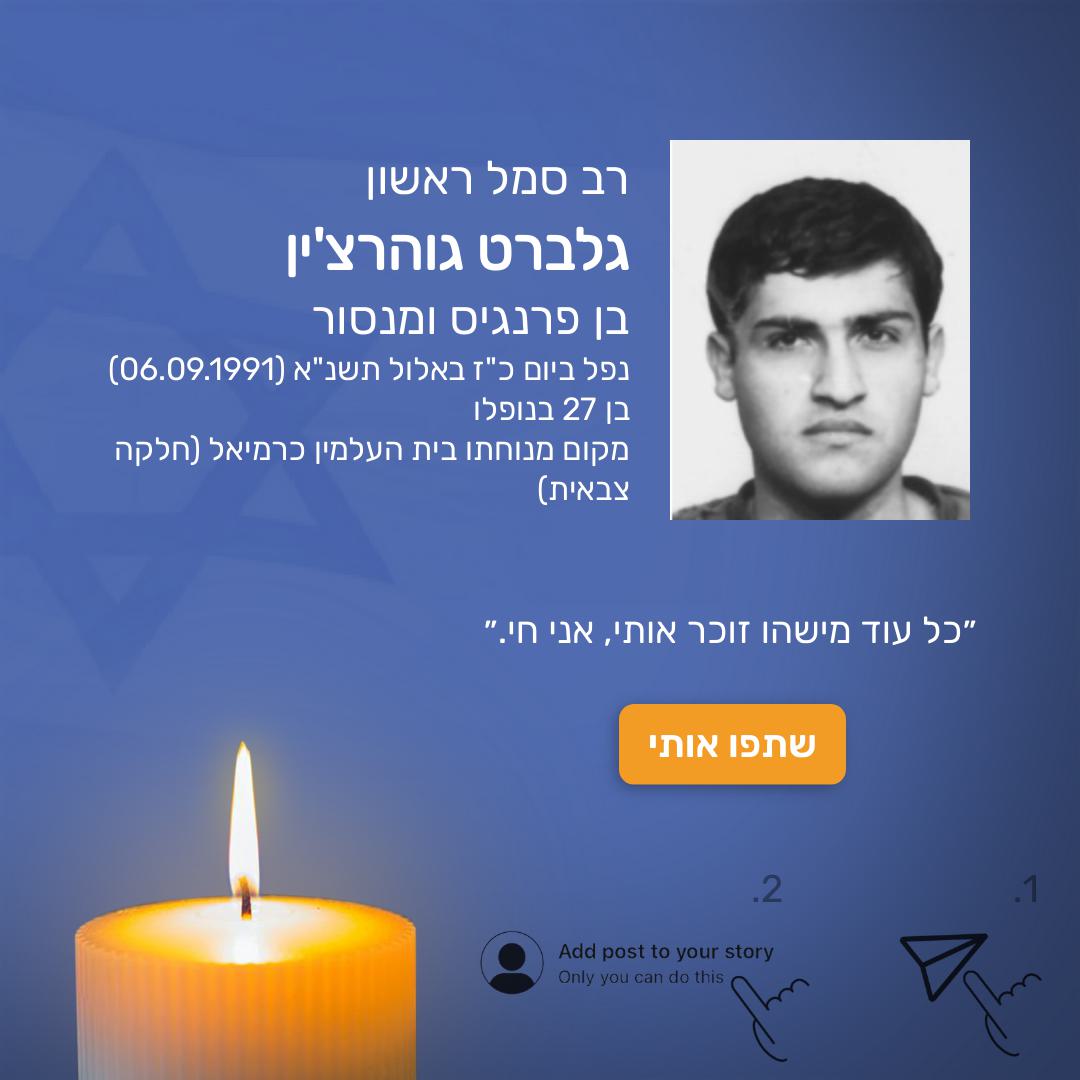 רב סמל ראשון
גלברט גוהרצ'ין
בן פרנגיס ומנסור
נפל ביום כ"ז באלול תשנ"א (06.09.1991)
בן 27 בנופלו
מקום מנוחתו בית העלמין כרמיאל (חלקה
צבאית)
״כל עוד מישהו זוכר אותי, אני חי.״
שתפו אותי
1.
2.
Add post to your story
Only you can do this